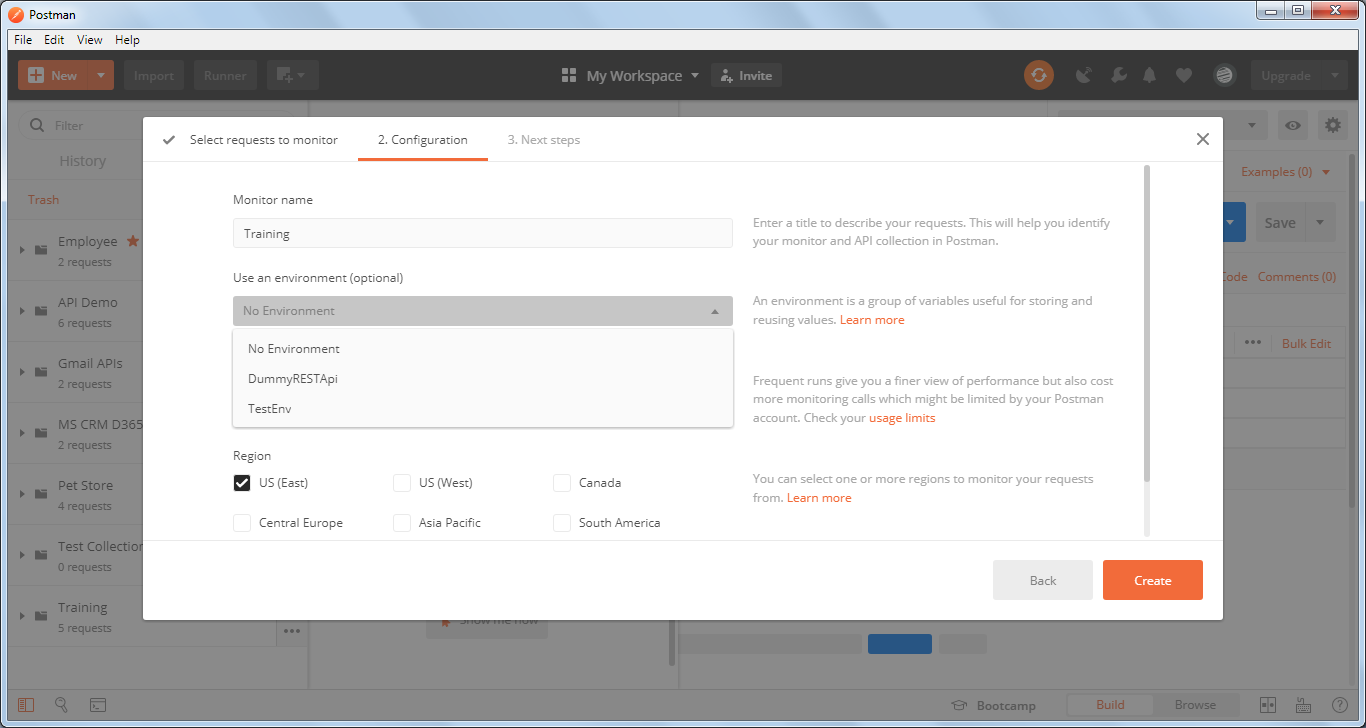 Postman
File Edit View Help
New Import Runner My Workspace Invite Upgrade
Filter
History
Trash
Employee
2 requests
API Demo
6 requests
Gmail APIs
2 requests
MS CRM D365
2 requests
Pet Store
4 requests
Test Collection
0 requests
Training
5 requests
Select requests to monitor 2. Configuration 3. Next steps
Monitor name
Training
Enter a title to describe your requests. This will help you identify
your monitor and API collection in Postman.
Use an environment (optional)
No Environment
An environment is a group of variables useful for storing and
reusing values. Learn more
No Environment
DummyRESTApi
TestEnv
Frequent runs give you a finer view of performance but also cost
more monitoring calls which might be limited by your Postman
account. Check your usage limits
Region
US (East) US (West) Canada
Central Europe Asia Pacific South America
You can select one or more regions to monitor your requests
from. Learn more
Back Create
Examples (0)
Save
Code Comments (0)
Bulk Edit
Show me how
Bootcamp Build Browse